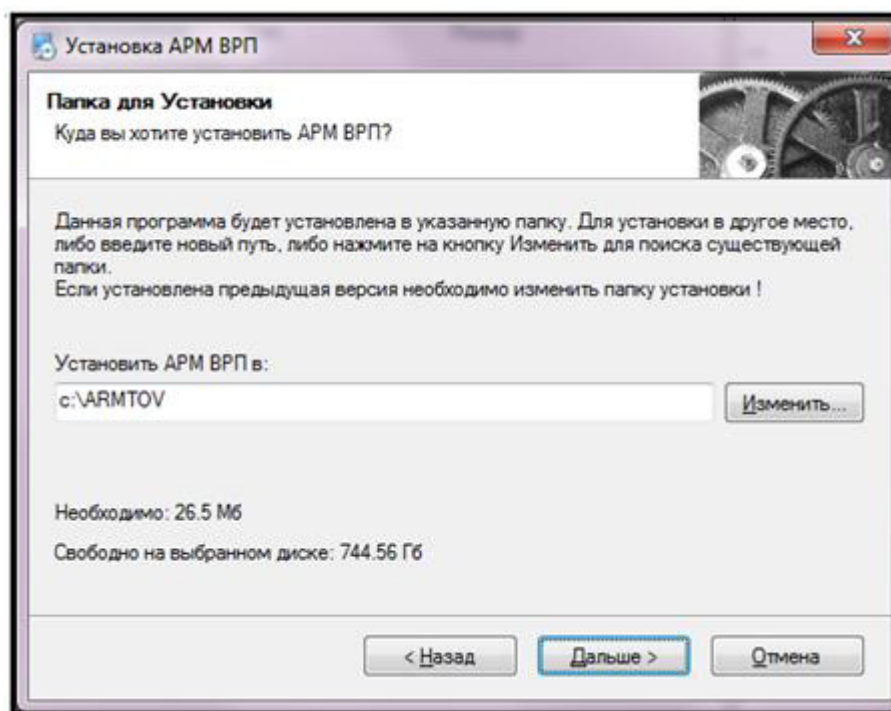 Установка АРМ ВРП
Папка для Установки
Куда вы хотите установить АРМ ВРП?
Данная программа будет установлена в указанную папку. Для установки в другое место,
либо введите новый путь, либо нажмите на кнопку Изменить для поиска существующей
папки.
Если установлена предыдущая версия необходимо изменить папку установки !
Установить АРМ ВРП в:
c:\ARMTOV
Изменить...
Необходимо: 26.5 Мб
Свободно на выбранном диске: 744.56 Гб
< Назад
Дальше >
Отмена